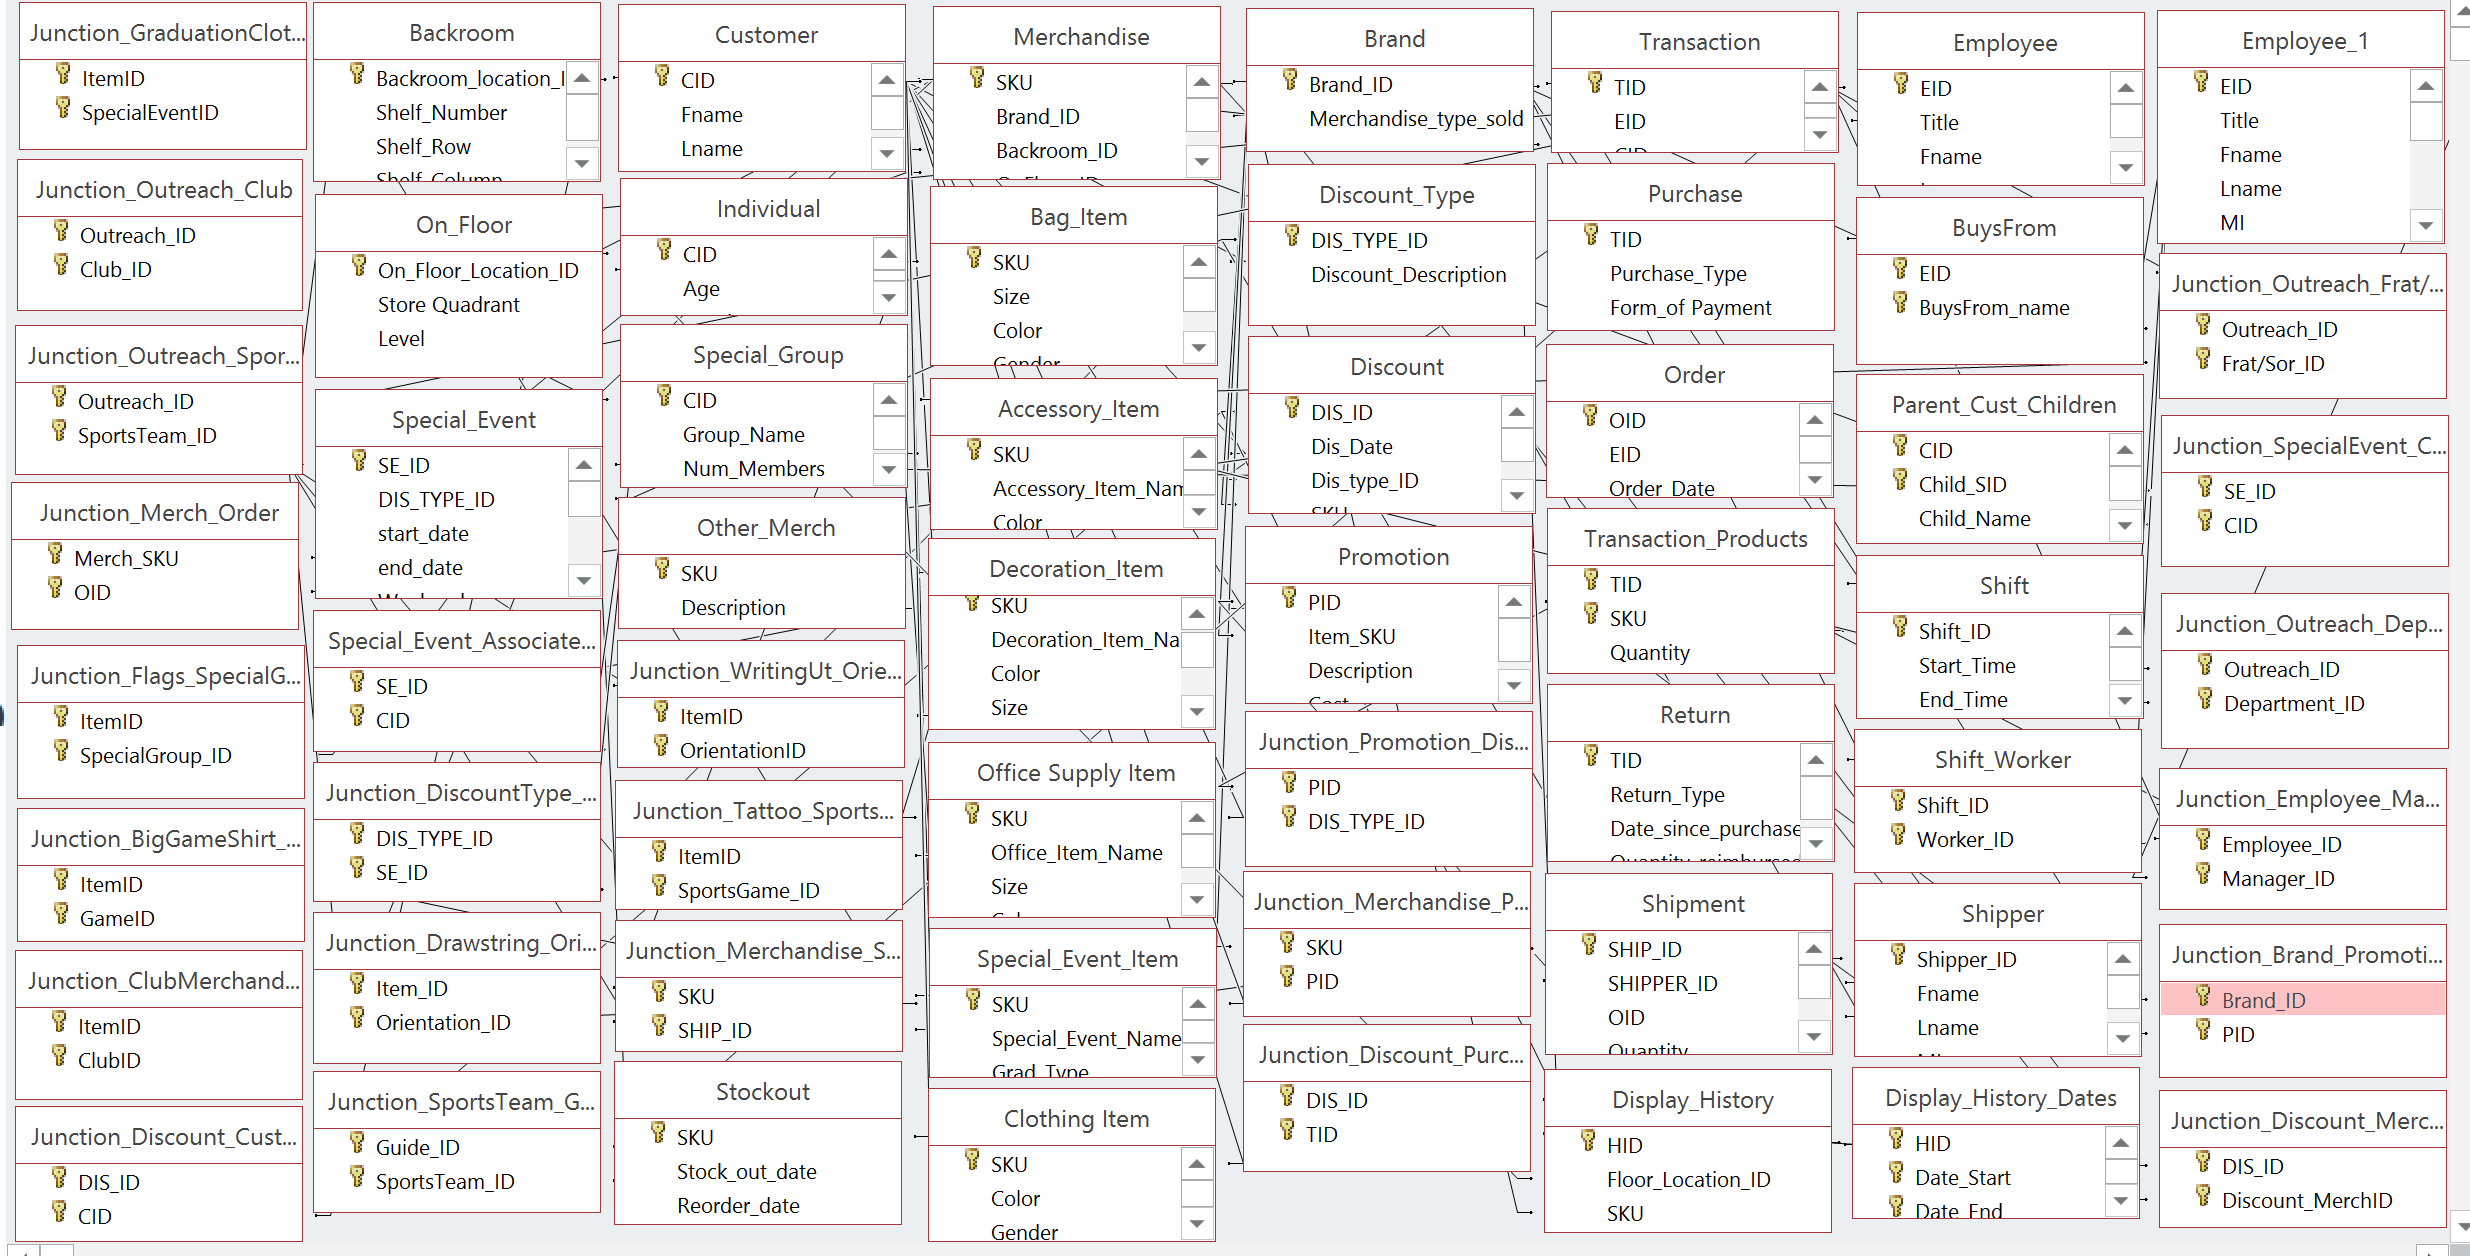 Junction_GraduationClot...
ItemID
SpecialEventID
Junction_Outreach_Club
Outreach_ID
Club_ID
Junction_Outreach_Spor...
Outreach_ID
SportsTeam_ID
Junction_Merch_Order
Merch_SKU
OID
Junction_Flags_SpecialG...
ItemID
SpecialGroup_ID
Junction_BigGameShirt_...
ItemID
GameID
Junction_ClubMerchand...
ItemID
ClubID
Junction_Discount_Cust...
DIS_ID
CID
Backroom
Backroom_location_I
Shelf_Number
Shelf_Row
Shelf_Column
On_Floor
On_Floor_Location_ID
Store Quadrant
Level
Special_Event
SE_ID
DIS_TYPE_ID
start_date
end_date
Special_Event_Associate...
SE_ID
CID
Junction_DiscountType_...
DIS_TYPE_ID
SE_ID
Junction_Drawstring_Ori...
Item_ID
Orientation_ID
Junction_SportsTeam_G...
Guide_ID
SportsTeam_ID
Customer
CID
Fname
Lname
Individual
CID
Age
Special_Group
CID
Group_Name
Num_Members
Other_Merch
SKU
Description
Junction_WritingUt_Orie...
ItemID
OrientationID
Junction_Tattoo_Sports...
ItemID
SportsGame_ID
Junction_Merchandise_S...
SKU
SHIP_ID
Stockout
SKU
Stock_out_date
Reorder_date
Merchandise
SKU
Brand_ID
Backroom_ID
Bag_Item
SKU
Size
Color
Gender
Accessory_Item
SKU
Accessory_Item_Nam
Color
Decoration_Item
SKU
Decoration_Item_Na
Color
Size
Office Supply Item
SKU
Office_Item_Name
Size
Special_Event_Item
SKU
Special_Event_Name
Grad_Type
Clothing Item
SKU
Color
Gender
Brand
Brand_ID
Merchandise_type_sold
Discount_Type
DIS_TYPE_ID
Discount_Description
Discount
DIS_ID
Dis_Date
Dis_type_ID
SKU
Promotion
PID
Item_SKU
Description
Cost
Junction_Promotion_Dis...
PID
DIS_TYPE_ID
Junction_Merchandise_P...
SKU
PID
Junction_Discount_Purc...
DIS_ID
TID
Transaction
TID
EID
CID
Purchase
TID
Purchase_Type
Form_of Payment
Order
OID
EID
Order_Date
Transaction_Products
TID
SKU
Quantity
Return
TID
Return_Type
Date_since_purchase
Quantity_reimbursed
Shipment
SHIP_ID
SHIPPER_ID
OID
Quantity
Display_History
HID
Floor_Location_ID
SKU
Employee
EID
Title
Fname
BuysFrom
EID
BuysFrom_name
Parent_Cust_Children
CID
Child_SID
Child_Name
Shift
Shift_ID
Start_Time
End_Time
Shift_Worker
Shift_ID
Worker_ID
Shipper
Shipper_ID
Fname
Lname
Display_History_Dates
HID
Date_Start
Date_End
Employee_1
EID
Title
Fname
Lname
MI
Junction_Outreach_Frat/...
Outreach_ID
Frat/Sor_ID
Junction_SpecialEvent_C...
SE_ID
CID
Junction_Outreach_Dep...
Outreach_ID
Department_ID
Junction_Employee_Ma...
Employee_ID
Manager_ID
Junction_Brand_Promoti...
Brand_ID
PID
Junction_Discount_Merc...
DIS_ID
Discount_MerchID